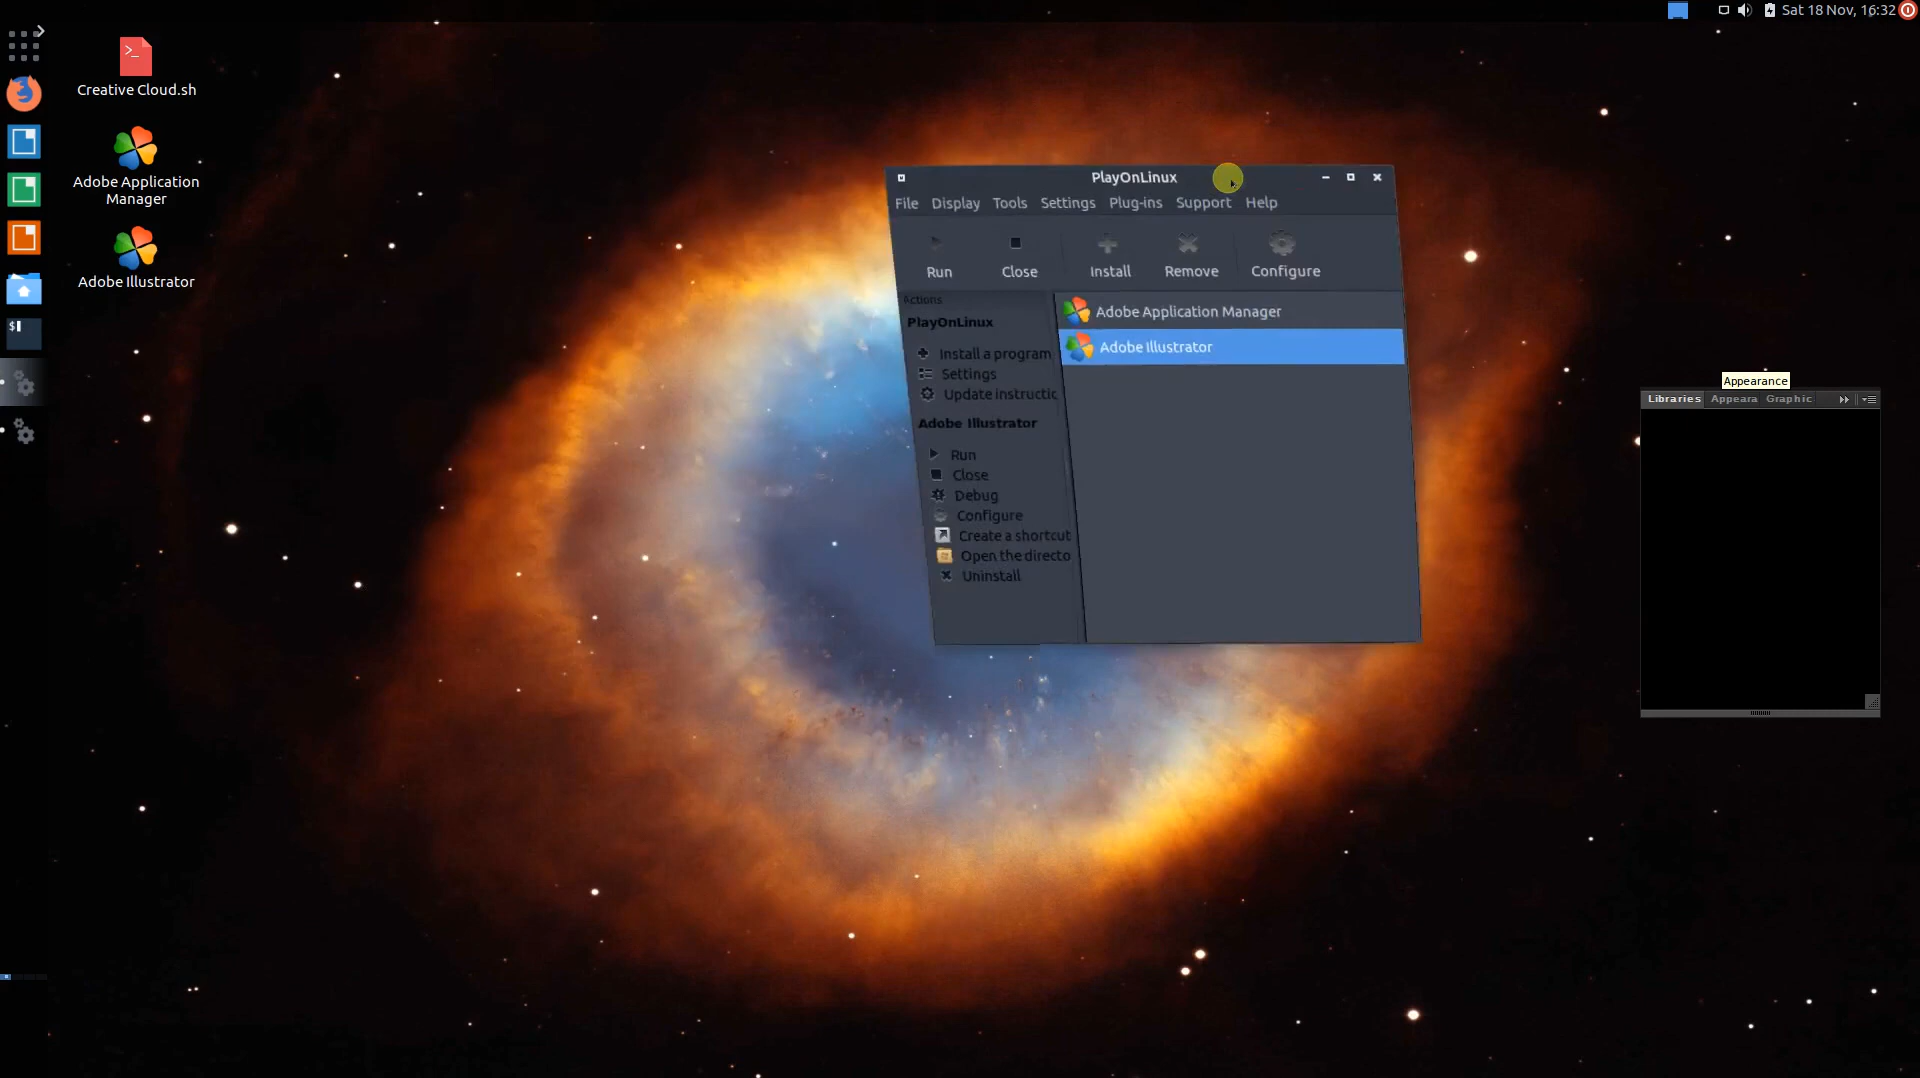 Sat 18 Nov, 16:32
Creative Cloud.sh
Adobe Application
Manager
Adobe Illustrator
$
PlayOnLinux
File Display Tools Settings Plug-ins Support Help
Run Close Install Remove Configure
Actions
PlayOnLinux
Install a program
Settings
Update instructic
Adobe Illustrator
Run
Close
Debug
Configure
Create a shortcut
Open the directo
Uninstall
Adobe Application Manager
Adobe Illustrator
Appearance
Libraries Appeara Graphic